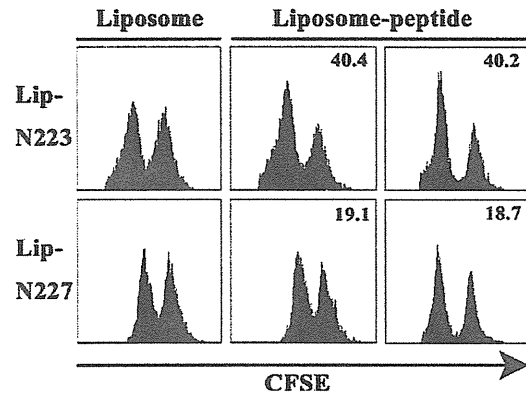 Liposome Liposome-peptide
Lip-
N223
40.4 40.2
Lip-
N227
19.1 18.7
CFSE